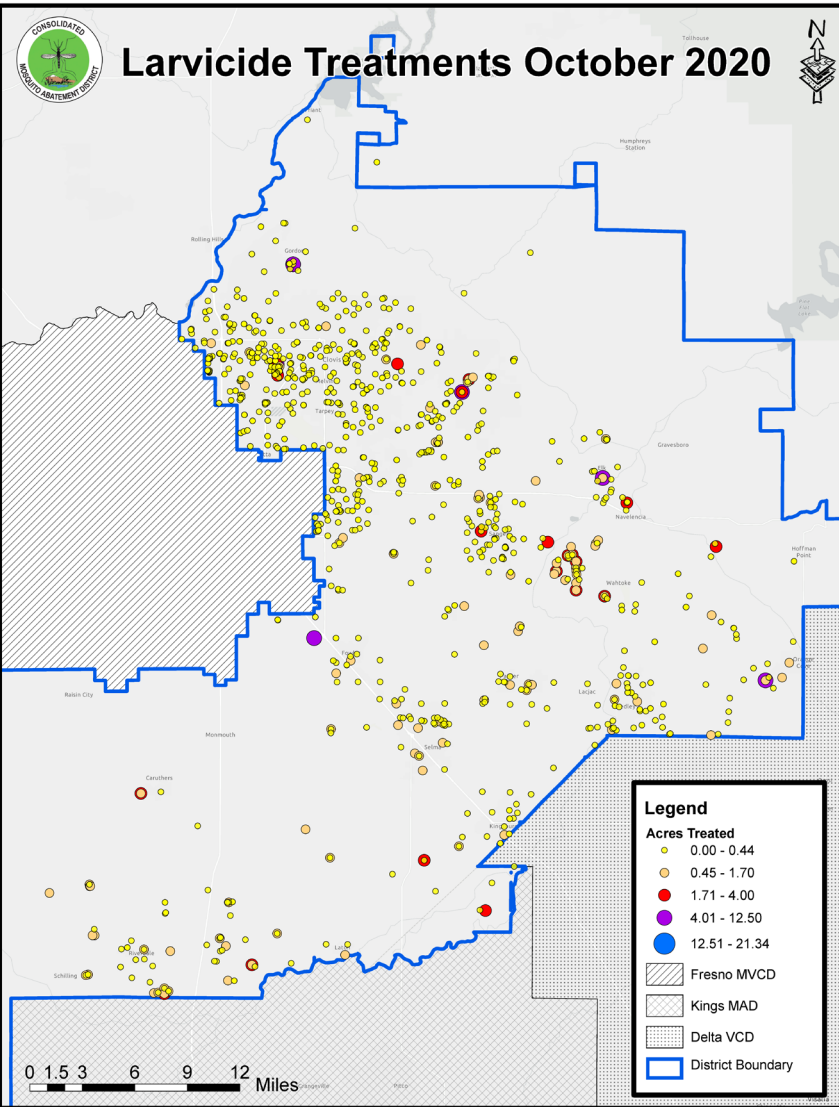 CONSOLIDATED
MOSQUITO ABATEMENT DISTRICT
Larvicide Treatments October 2020
N
Tollhouse
Humphreys
Station
Rolling Hills
Clovis
Tarpey
Gravesboro
Navelencia
Hoffman
Point
Wahtoke
Lacjac
Raisin City
Monmouth
Selma
Caruthers
Riverdale
Schilling
Grangeville
Pitco
Legend
Acres Treated
0.00 - 0.44
0.45 - 1.70
1.71 - 4.00
4.01 - 12.50
12.51 - 21.34
Fresno MVCD
Kings MAD
Delta VCD
District Boundary
0 1.5 3 6 9 12
Miles